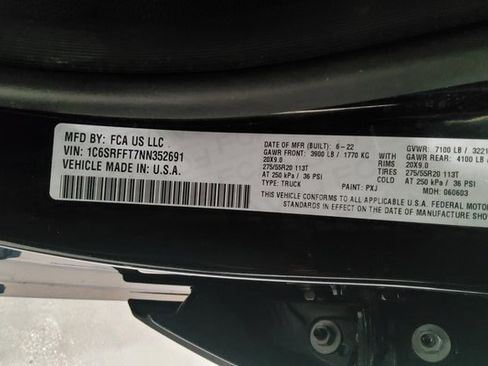 MFD BY: FCA US LLC
VIN: 1C6SRFFT7NN352691
VEHICLE MADE IN: U.S.A.
DATE OF MFR (BUILT): 6-22 GVWR: 7100 LB / 3221
GAWR FRONT: 3900 LB / 1770 KG GAWR REAR: 4100 LB /
20X9.0 RIMS 20X9.0
275/55R20 113T TIRES 275/55R20 113T
AT 250 kPa / 36 PSI COLD AT 250 kPa / 36 PSI
TYPE: TRUCK PAINT: PXJ MDH: 060603
THIS VEHICLE CONFORMS TO ALL APPLICABLE U.S.A. FEDERAL MOTOR
STANDARDS IN EFFECT ON THE DATE OF MANUFACTURE SHOW